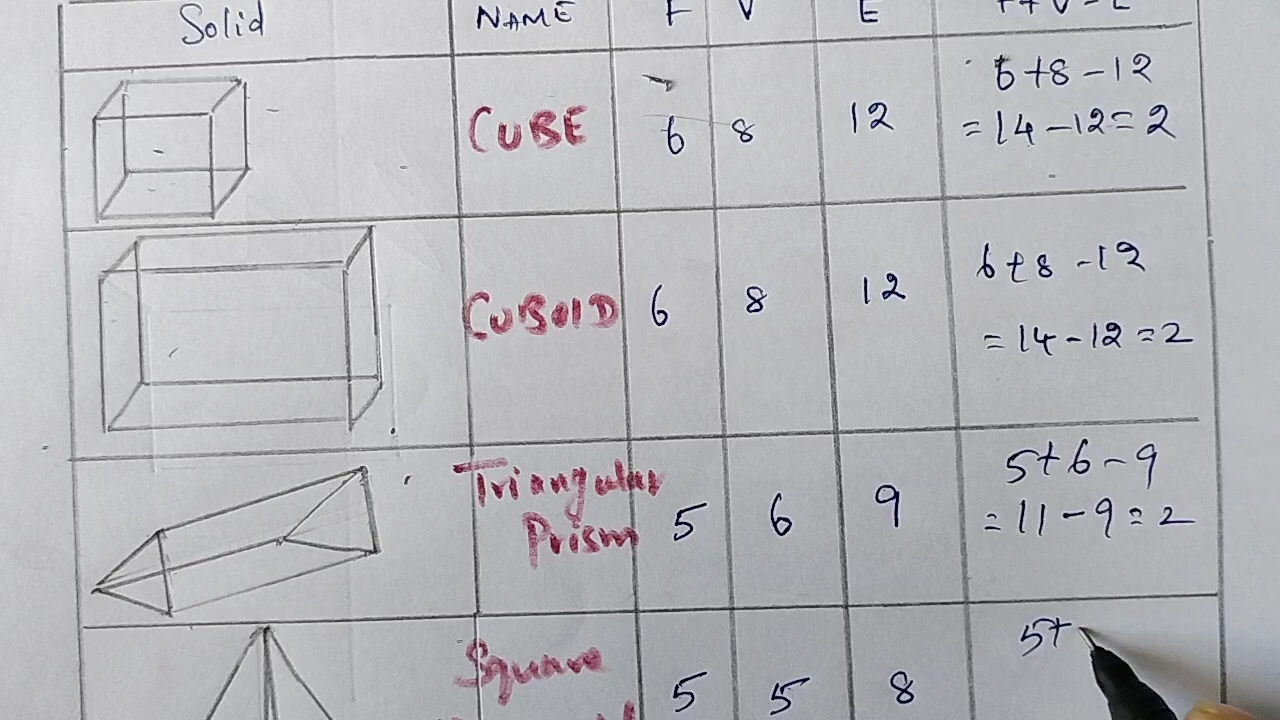 Solid NAME F V E F+V-E
CUBE 6 8 12 6+8-12
=14-12=2
CUBOID 6 8 12 6+8-12
=14-12=2
Triangular
Prism 5 6 9 5+6-9
=11-9=2
Square 5 5 8 5+